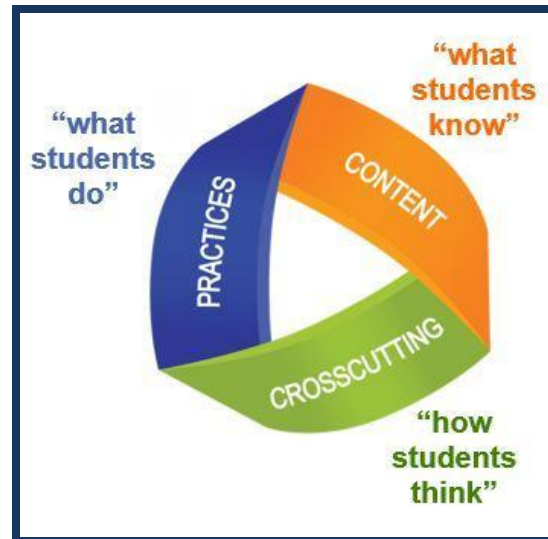 “what
students
know”
“what
students
do”
CONTENT
PRACTICES
CROSSCUTTING
“how
students
think”